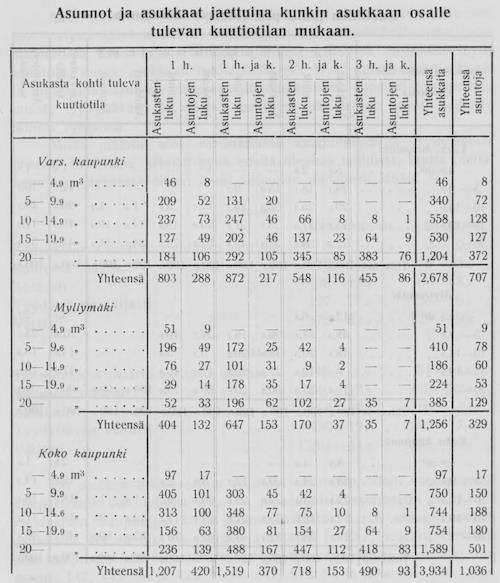 Asunnot ja asukkaat jaettuina kunkin asukkaan osalle
tulevan kuutiotilan mukaan.
Asukasta kohti tuleva kuutiotila | 1 h. | 1 h. ja k. | 2 h. ja k. | 3 h. ja k. | Yhteensä asukkaita | Yhteensä asuntoja
Asukasten luku | Asuntojen luku | Asukasten luku | Asuntojen luku | Asukasten luku | Asuntojen luku | Asukasten luku | Asuntojen luku
Vars. kaupunki
— 4.9 m³ . . . . . . 46 8 — — — — — — 46 8
5— 9.9 „ . . . . . . 209 52 131 20 — — — — 340 72
10—14.9 „ . . . . . . 237 73 247 46 66 8 8 1 558 128
15—19.9 „ . . . . . . 127 49 202 46 137 23 64 9 530 127
20— „ . . . . . . 184 106 292 105 345 85 383 76 1,204 372
Yhteensä 803 288 872 217 548 116 455 86 2,678 707
Myllymäki
— 4.9 m³ . . . . . . 51 9 — — — — — — 51 9
5— 9.6 „ . . . . . . 196 49 172 25 42 4 — — 410 78
10—14.9 „ . . . . . . 76 27 101 31 9 2 — — 186 60
15—19.9 „ . . . . . . 29 14 178 35 17 4 — — 224 53
20— „ . . . . . . 52 33 196 62 102 27 35 7 385 129
Yhteensä 404 132 647 153 170 37 35 7 1,256 329
Koko kaupunki
— 4.9 m³ . . . . . . 97 17 — — — — — — 97 17
5— 9.9 „ . . . . . . 405 101 303 45 42 4 — — 750 150
10—14.6 „ . . . . . . 313 100 348 77 75 10 8 1 744 188
15—19.9 „ . . . . . . 156 63 380 81 154 27 64 9 754 180
20— „ . . . . . . 236 139 488 167 447 112 418 83 1,589 501
Yhteensä 1,207 420 1,519 370 718 153 490 93 3,934 1,036